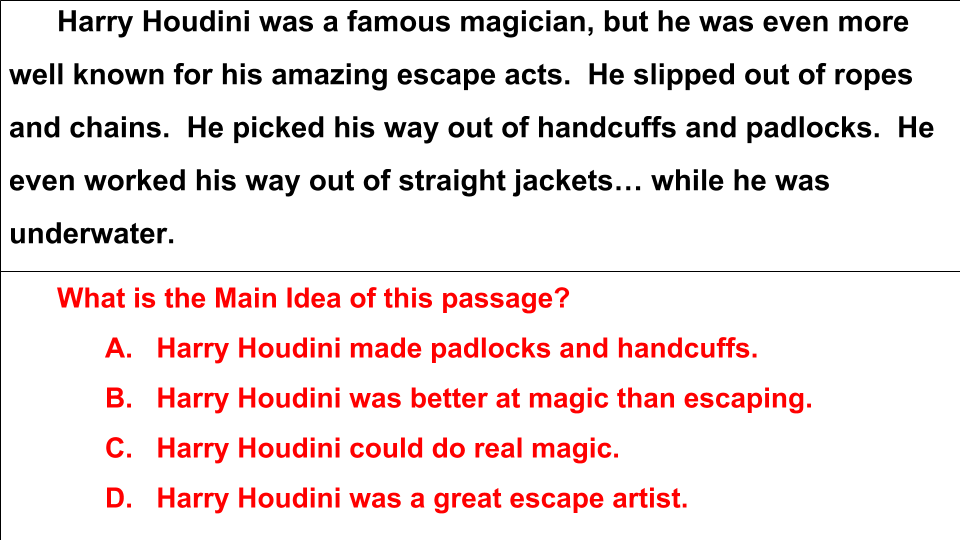 Harry Houdini was a famous magician, but he was even more
well known for his amazing escape acts.  He slipped out of ropes
and chains.  He picked his way out of handcuffs and padlocks.  He
even worked his way out of straight jackets… while he was
underwater.
What is the Main Idea of this passage?
A. Harry Houdini made padlocks and handcuffs.
B. Harry Houdini was better at magic than escaping.
C. Harry Houdini could do real magic.
D. Harry Houdini was a great escape artist.